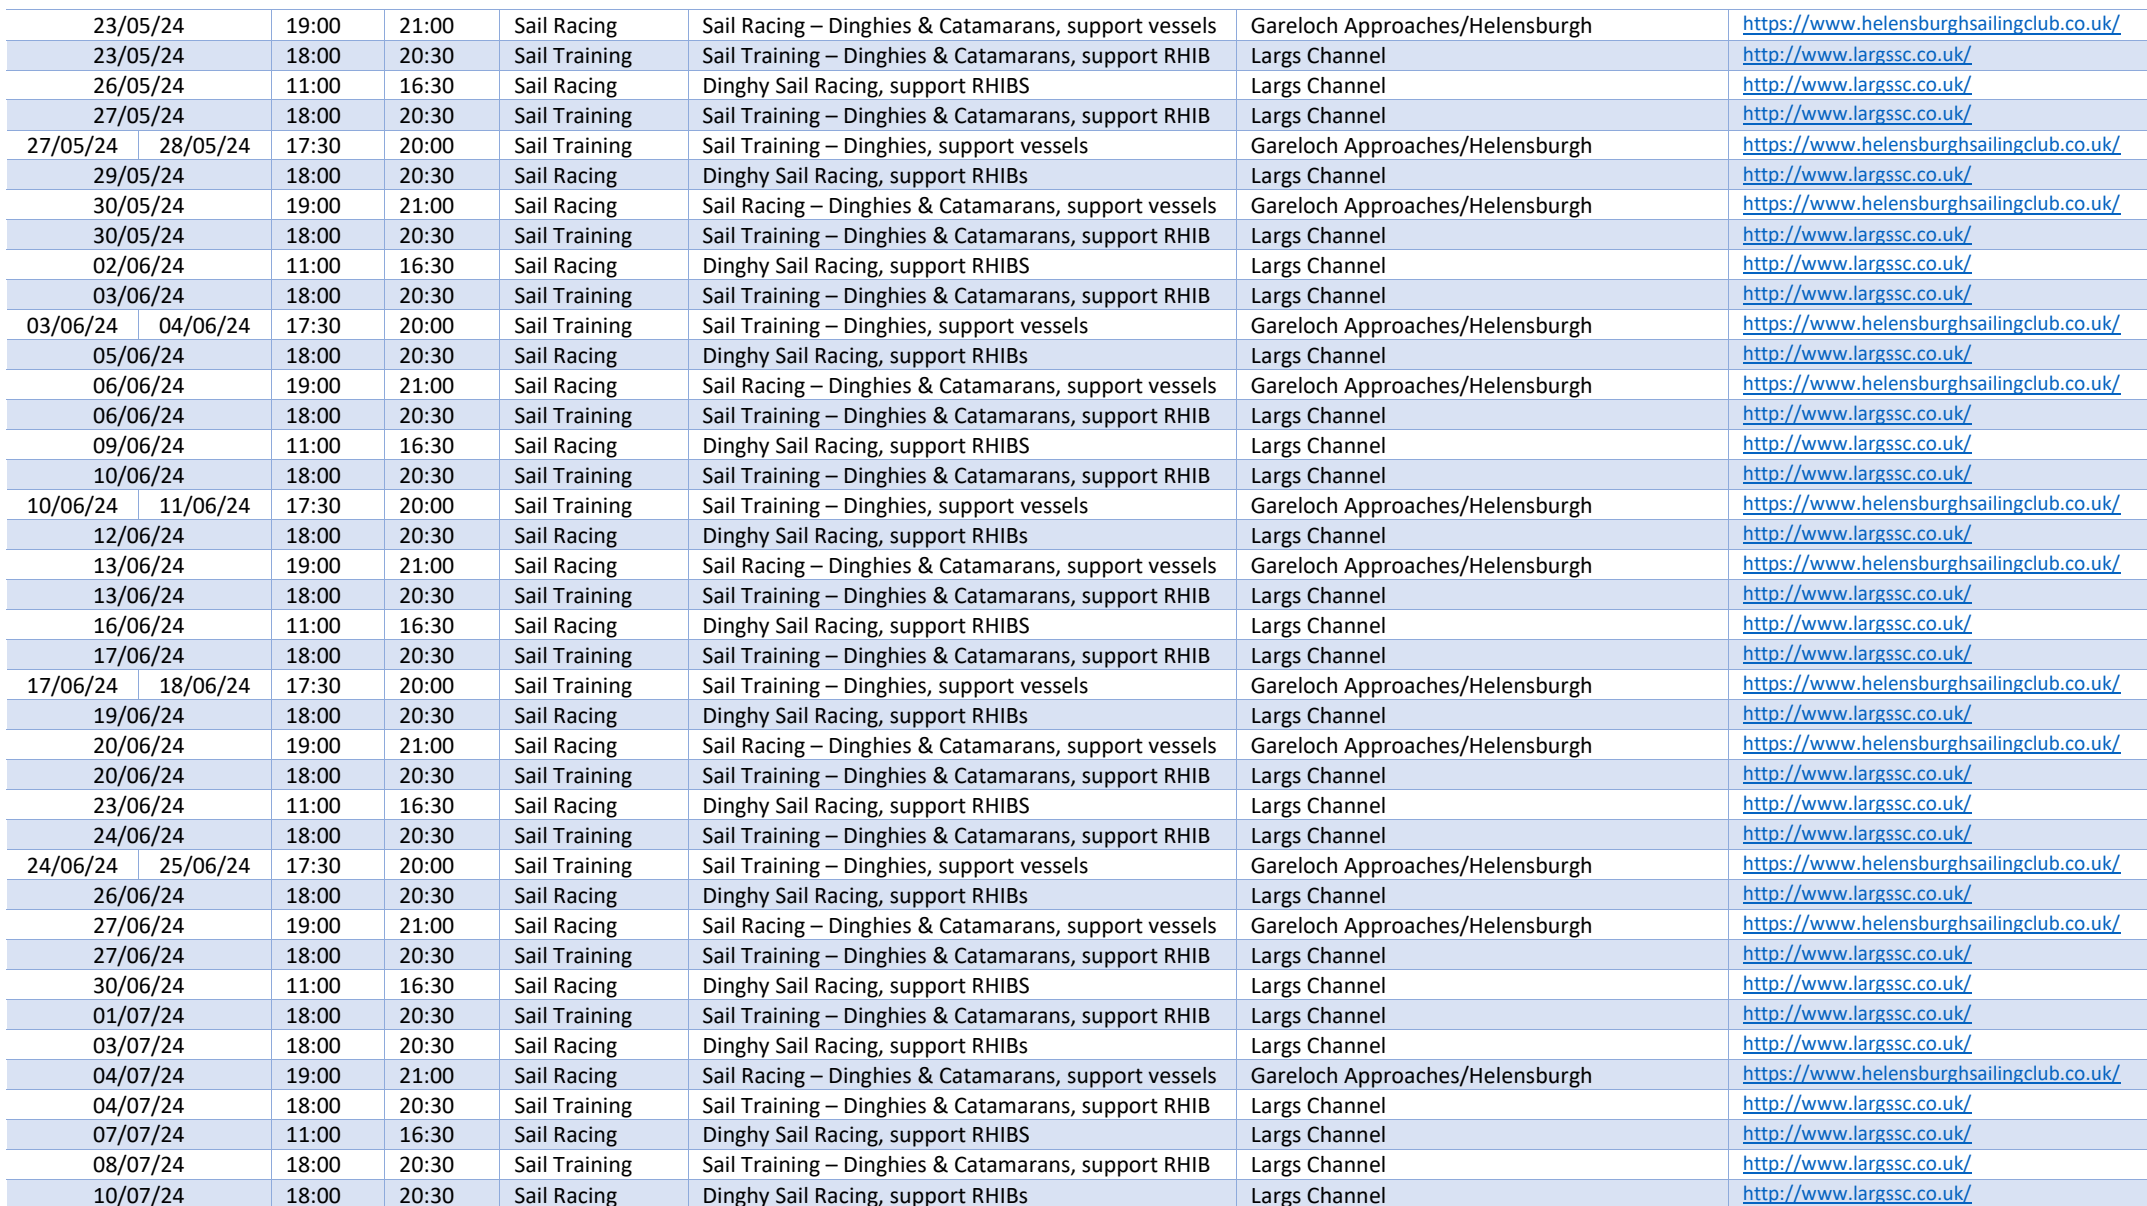 23/05/24 19:00 21:00 Sail Racing Sail Racing – Dinghies & Catamarans, support vessels Gareloch Approaches/Helensburgh https://www.helensburghsailingclub.co.uk/
23/05/24 18:00 20:30 Sail Training Sail Training – Dinghies & Catamarans, support RHIB Largs Channel http://www.largssc.co.uk/
26/05/24 11:00 16:30 Sail Racing Dinghy Sail Racing, support RHIBS Largs Channel http://www.largssc.co.uk/
27/05/24 18:00 20:30 Sail Training Sail Training – Dinghies & Catamarans, support RHIB Largs Channel http://www.largssc.co.uk/
27/05/24 28/05/24 17:30 20:00 Sail Training Sail Training – Dinghies, support vessels Gareloch Approaches/Helensburgh https://www.helensburghsailingclub.co.uk/
29/05/24 18:00 20:30 Sail Racing Dinghy Sail Racing, support RHIBs Largs Channel http://www.largssc.co.uk/
30/05/24 19:00 21:00 Sail Racing Sail Racing – Dinghies & Catamarans, support vessels Gareloch Approaches/Helensburgh https://www.helensburghsailingclub.co.uk/
30/05/24 18:00 20:30 Sail Training Sail Training – Dinghies & Catamarans, support RHIB Largs Channel http://www.largssc.co.uk/
02/06/24 11:00 16:30 Sail Racing Dinghy Sail Racing, support RHIBS Largs Channel http://www.largssc.co.uk/
03/06/24 18:00 20:30 Sail Training Sail Training – Dinghies & Catamarans, support RHIB Largs Channel http://www.largssc.co.uk/
03/06/24 04/06/24 17:30 20:00 Sail Training Sail Training – Dinghies, support vessels Gareloch Approaches/Helensburgh https://www.helensburghsailingclub.co.uk/
05/06/24 18:00 20:30 Sail Racing Dinghy Sail Racing, support RHIBs Largs Channel http://www.largssc.co.uk/
06/06/24 19:00 21:00 Sail Racing Sail Racing – Dinghies & Catamarans, support vessels Gareloch Approaches/Helensburgh https://www.helensburghsailingclub.co.uk/
06/06/24 18:00 20:30 Sail Training Sail Training – Dinghies & Catamarans, support RHIB Largs Channel http://www.largssc.co.uk/
09/06/24 11:00 16:30 Sail Racing Dinghy Sail Racing, support RHIBS Largs Channel http://www.largssc.co.uk/
10/06/24 18:00 20:30 Sail Training Sail Training – Dinghies & Catamarans, support RHIB Largs Channel http://www.largssc.co.uk/
10/06/24 11/06/24 17:30 20:00 Sail Training Sail Training – Dinghies, support vessels Gareloch Approaches/Helensburgh https://www.helensburghsailingclub.co.uk/
12/06/24 18:00 20:30 Sail Racing Dinghy Sail Racing, support RHIBs Largs Channel http://www.largssc.co.uk/
13/06/24 19:00 21:00 Sail Racing Sail Racing – Dinghies & Catamarans, support vessels Gareloch Approaches/Helensburgh https://www.helensburghsailingclub.co.uk/
13/06/24 18:00 20:30 Sail Training Sail Training – Dinghies & Catamarans, support RHIB Largs Channel http://www.largssc.co.uk/
16/06/24 11:00 16:30 Sail Racing Dinghy Sail Racing, support RHIBS Largs Channel http://www.largssc.co.uk/
17/06/24 18:00 20:30 Sail Training Sail Training – Dinghies & Catamarans, support RHIB Largs Channel http://www.largssc.co.uk/
17/06/24 18/06/24 17:30 20:00 Sail Training Sail Training – Dinghies, support vessels Gareloch Approaches/Helensburgh https://www.helensburghsailingclub.co.uk/
19/06/24 18:00 20:30 Sail Racing Dinghy Sail Racing, support RHIBs Largs Channel http://www.largssc.co.uk/
20/06/24 19:00 21:00 Sail Racing Sail Racing – Dinghies & Catamarans, support vessels Gareloch Approaches/Helensburgh https://www.helensburghsailingclub.co.uk/
20/06/24 18:00 20:30 Sail Training Sail Training – Dinghies & Catamarans, support RHIB Largs Channel http://www.largssc.co.uk/
23/06/24 11:00 16:30 Sail Racing Dinghy Sail Racing, support RHIBS Largs Channel http://www.largssc.co.uk/
24/06/24 18:00 20:30 Sail Training Sail Training – Dinghies & Catamarans, support RHIB Largs Channel http://www.largssc.co.uk/
24/06/24 25/06/24 17:30 20:00 Sail Training Sail Training – Dinghies, support vessels Gareloch Approaches/Helensburgh https://www.helensburghsailingclub.co.uk/
26/06/24 18:00 20:30 Sail Racing Dinghy Sail Racing, support RHIBs Largs Channel http://www.largssc.co.uk/
27/06/24 19:00 21:00 Sail Racing Sail Racing – Dinghies & Catamarans, support vessels Gareloch Approaches/Helensburgh https://www.helensburghsailingclub.co.uk/
27/06/24 18:00 20:30 Sail Training Sail Training – Dinghies & Catamarans, support RHIB Largs Channel http://www.largssc.co.uk/
30/06/24 11:00 16:30 Sail Racing Dinghy Sail Racing, support RHIBS Largs Channel http://www.largssc.co.uk/
01/07/24 18:00 20:30 Sail Training Sail Training – Dinghies & Catamarans, support RHIB Largs Channel http://www.largssc.co.uk/
03/07/24 18:00 20:30 Sail Racing Dinghy Sail Racing, support RHIBs Largs Channel http://www.largssc.co.uk/
04/07/24 19:00 21:00 Sail Racing Sail Racing – Dinghies & Catamarans, support vessels Gareloch Approaches/Helensburgh https://www.helensburghsailingclub.co.uk/
04/07/24 18:00 20:30 Sail Training Sail Training – Dinghies & Catamarans, support RHIB Largs Channel http://www.largssc.co.uk/
07/07/24 11:00 16:30 Sail Racing Dinghy Sail Racing, support RHIBS Largs Channel http://www.largssc.co.uk/
08/07/24 18:00 20:30 Sail Training Sail Training – Dinghies & Catamarans, support RHIB Largs Channel http://www.largssc.co.uk/
10/07/24 18:00 20:30 Sail Racing Dinghy Sail Racing, support RHIBs Largs Channel http://www.largssc.co.uk/